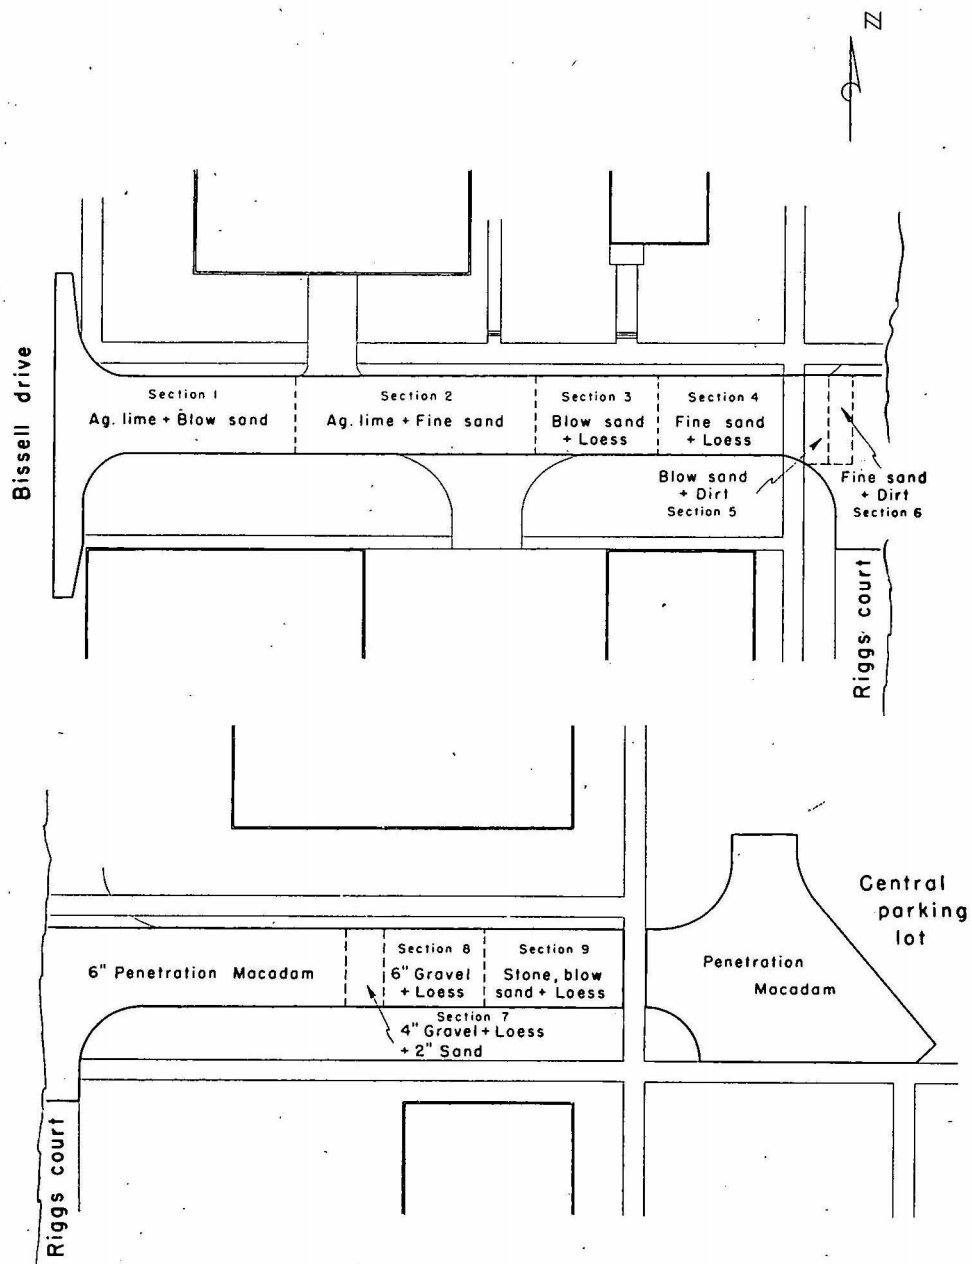 N
Bissell drive
Section 1
Ag. lime + Blow sand
Section 2
Ag. lime + Fine sand
Section 3
Blow sand
+ Loess
Section 4
Fine sand
+ Loess
Blow sand
+ Dirt
Section 5
Fine sand
+ Dirt
Section 6
Riggs court
Central
parking
lot
6" Penetration Macadam
Section 8
6" Gravel
+ Loess
Section 9
Stone, blow
sand + Loess
Penetration
Macadam
Section 7
4" Gravel + Loess
+ 2" Sand
Riggs court